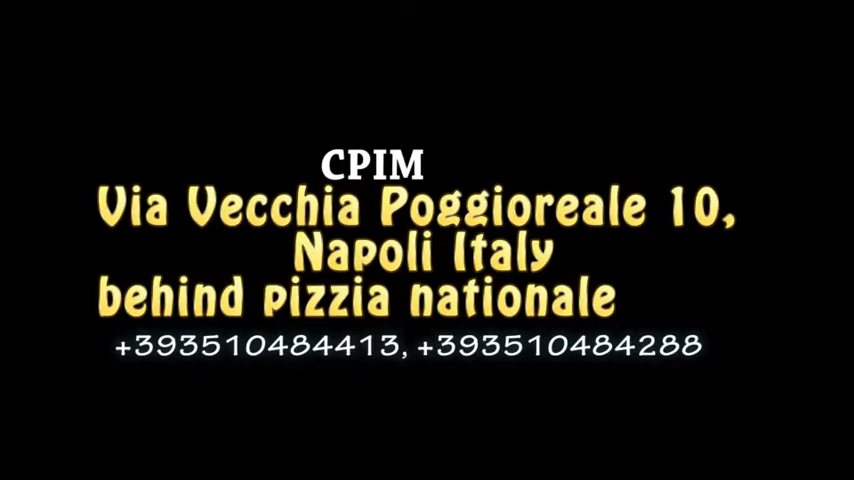 CPIM
Via Vecchia Poggioreale 10,
Napoli Italy
behind pizzia nationale
+393510484413, +393510484288